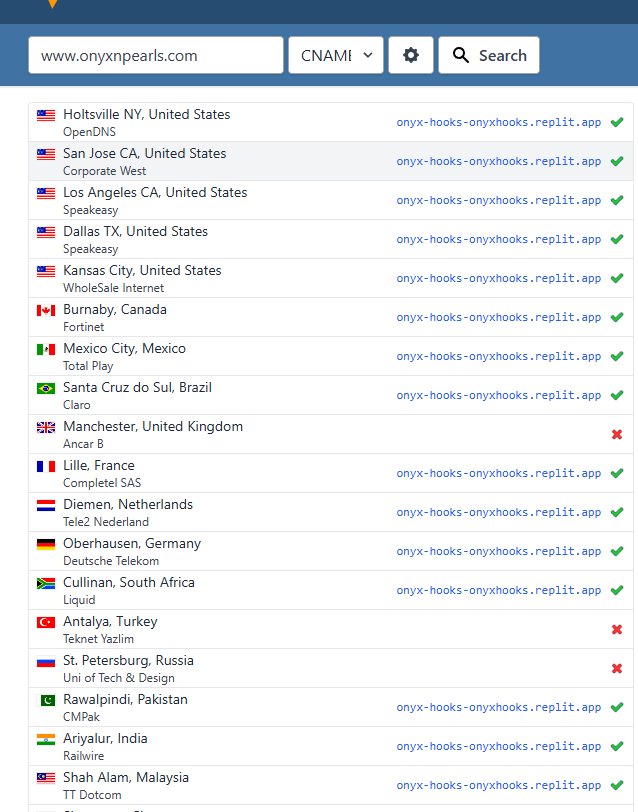 www.onyxnpearls.com CNAME Search
Holtsville NY, United States
OpenDNS
onyx-hooks-onyxhooks.replit.app
San Jose CA, United States
Corporate West
onyx-hooks-onyxhooks.replit.app
Los Angeles CA, United States
Speakeasy
onyx-hooks-onyxhooks.replit.app
Dallas TX, United States
Speakeasy
onyx-hooks-onyxhooks.replit.app
Kansas City, United States
WholeSale Internet
onyx-hooks-onyxhooks.replit.app
Burnaby, Canada
Fortinet
onyx-hooks-onyxhooks.replit.app
Mexico City, Mexico
Total Play
onyx-hooks-onyxhooks.replit.app
Santa Cruz do Sul, Brazil
Claro
onyx-hooks-onyxhooks.replit.app
Manchester, United Kingdom
Ancar B
Lille, France
Completel SAS
onyx-hooks-onyxhooks.replit.app
Diemen, Netherlands
Tele2 Nederland
onyx-hooks-onyxhooks.replit.app
Oberhausen, Germany
Deutsche Telekom
onyx-hooks-onyxhooks.replit.app
Cullinan, South Africa
Liquid
onyx-hooks-onyxhooks.replit.app
Antalya, Turkey
Teknet Yazlim
St. Petersburg, Russia
Uni of Tech & Design
Rawalpindi, Pakistan
CMPak
onyx-hooks-onyxhooks.replit.app
Ariyalur, India
Railwire
onyx-hooks-onyxhooks.replit.app
Shah Alam, Malaysia
TT Dotcom
onyx-hooks-onyxhooks.replit.app